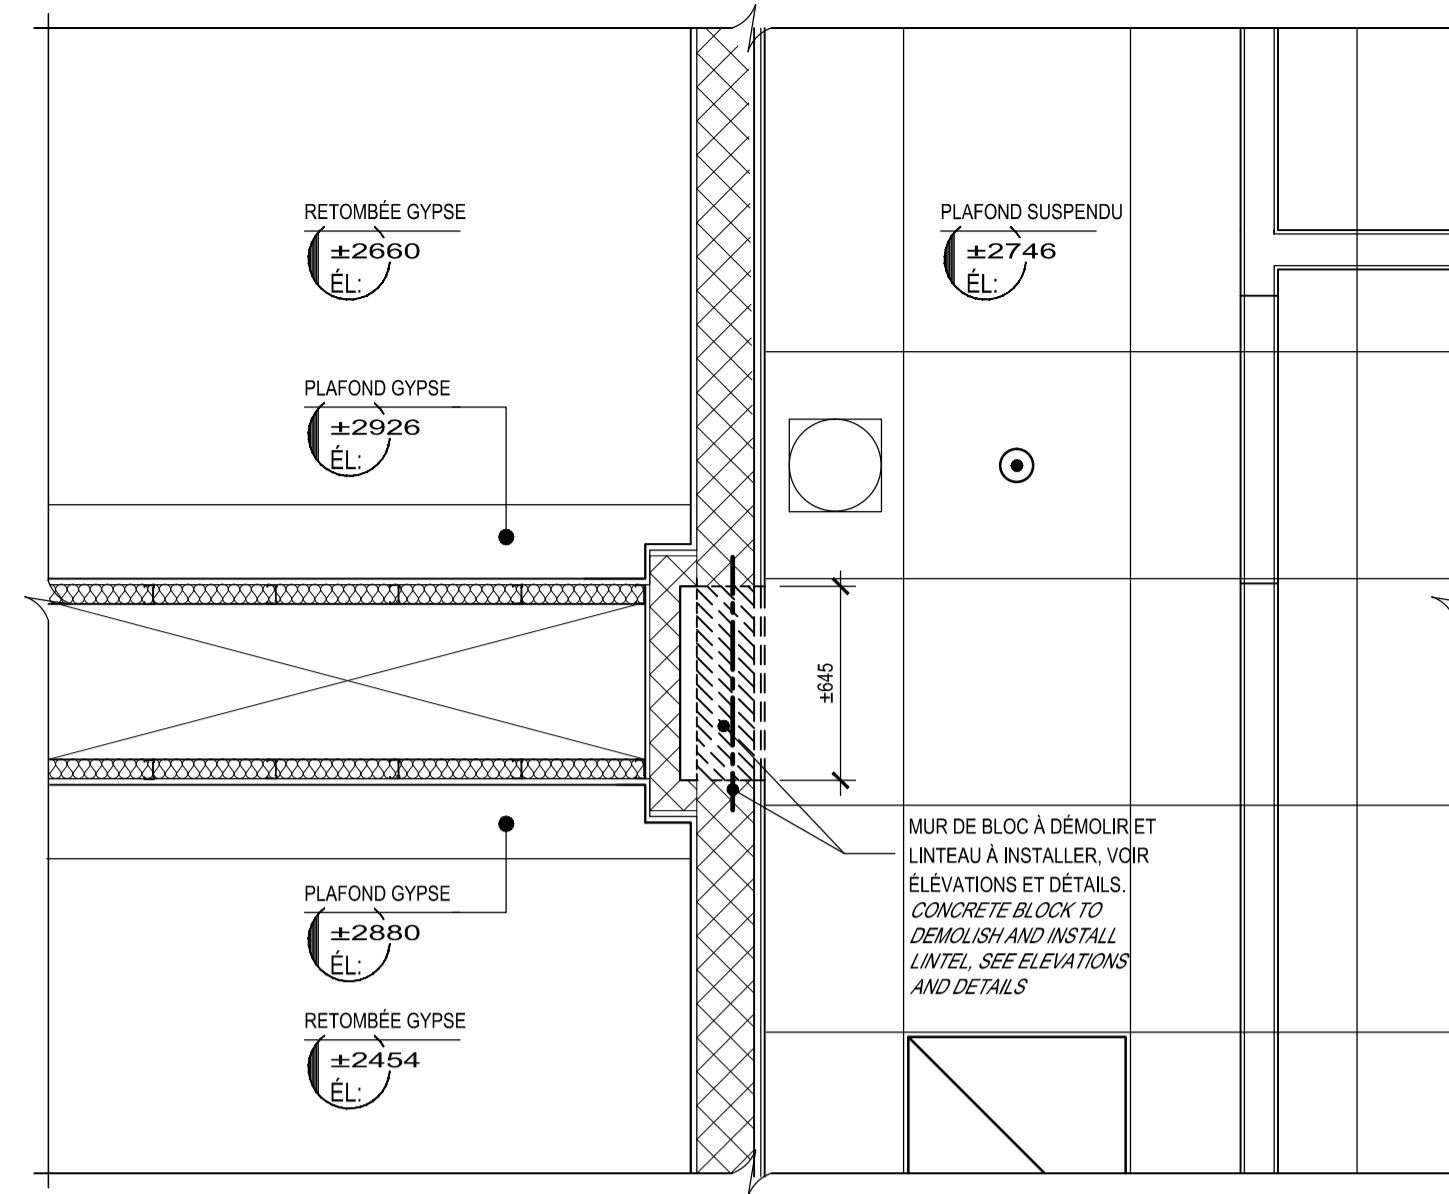 RETOMBÉE GYPSE
±2660
ÉL:
PLAFOND SUSPENDU
±2746
ÉL:
PLAFOND GYPSE
±2926
ÉL:
±645
MUR DE BLOC À DÉMOLIR ET
LINTEAU À INSTALLER, VOIR
ÉLÉVATIONS ET DÉTAILS.
CONCRETE BLOCK TO
DEMOLISH AND INSTALL
LINTEL, SEE ELEVATIONS
AND DETAILS
PLAFOND GYPSE
±2880
ÉL:
RETOMBÉE GYPSE
±2454
ÉL: